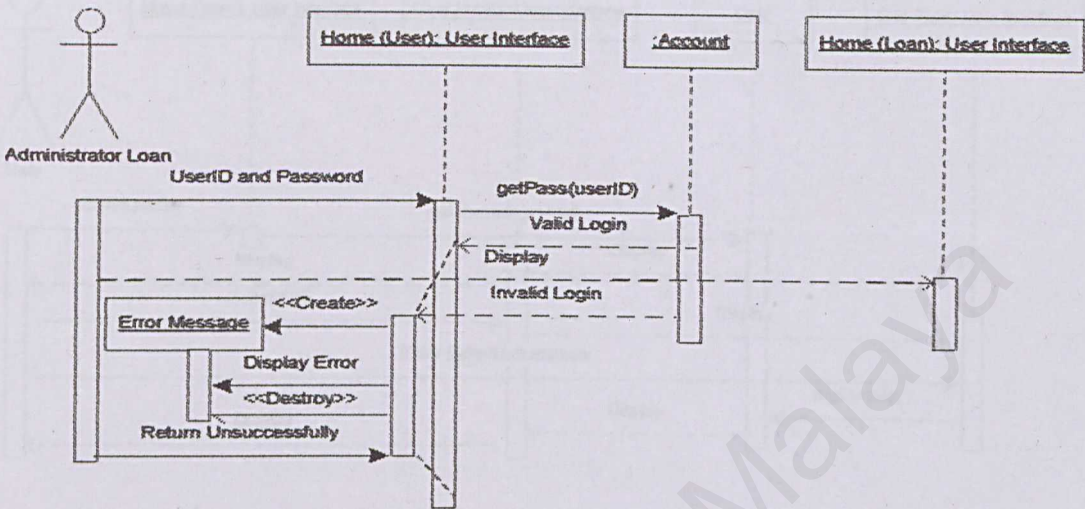 Home (User): User Interface
:Account
Home (Loan): User Interface
Administrator Loan
UserID and Password
getPass(userID)
Valid Login
Display
Invalid Login
<<Create>>
Error Message
Display Error
<<Destroy>>
Return Unsuccessfully
Malaya